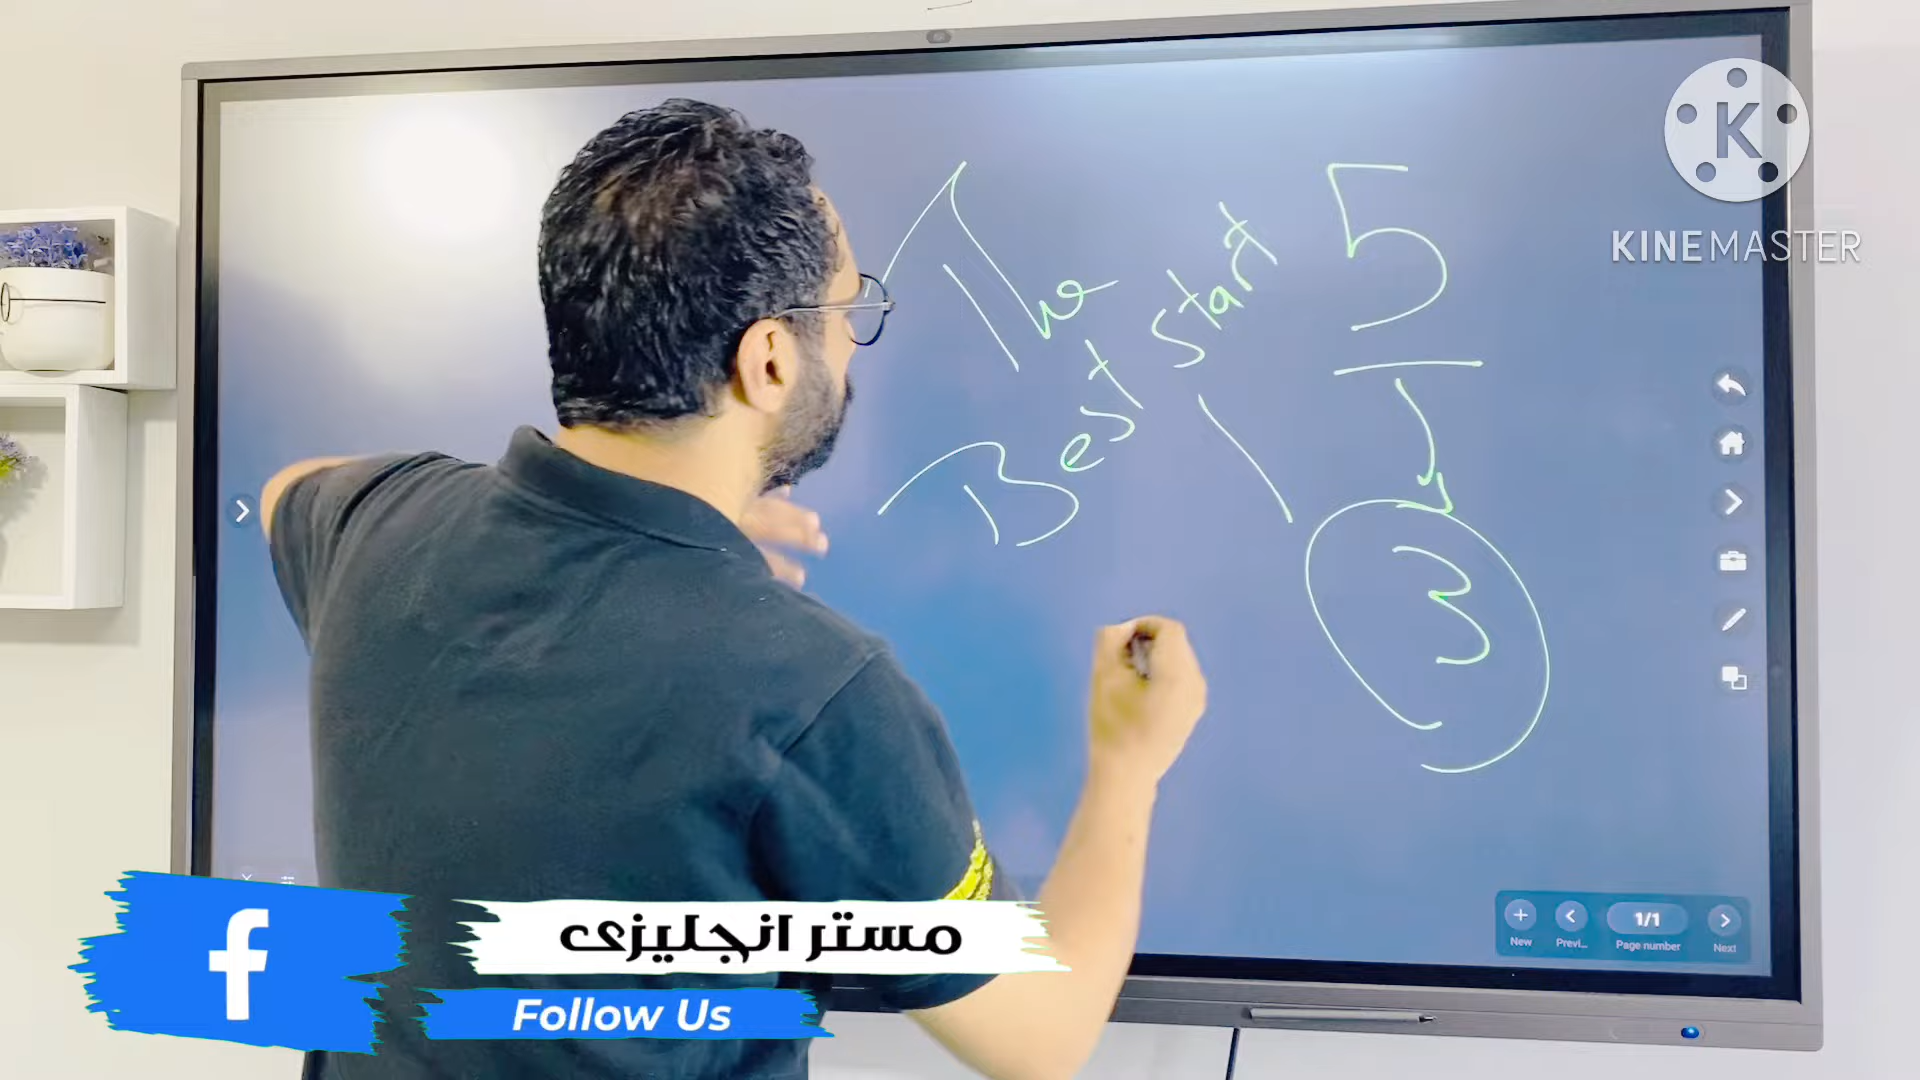 The
Best start
5
3
KINEMASTER
New
Previ...
1/1
Page number
Next
مستر انجليزى
Follow Us